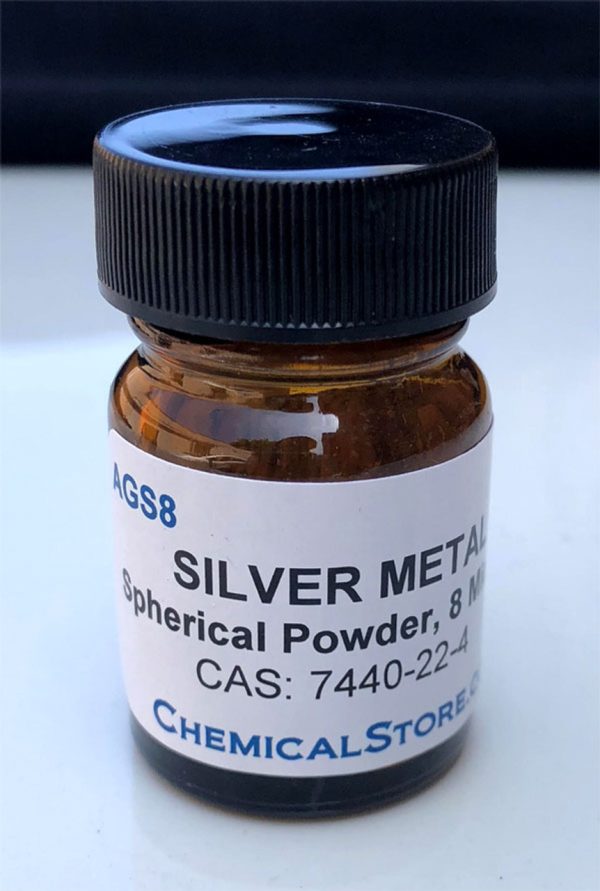 AGS8
SILVER METAL
Spherical Powder, 8
CAS: 7440-22-4
CHEMICALSTORE.